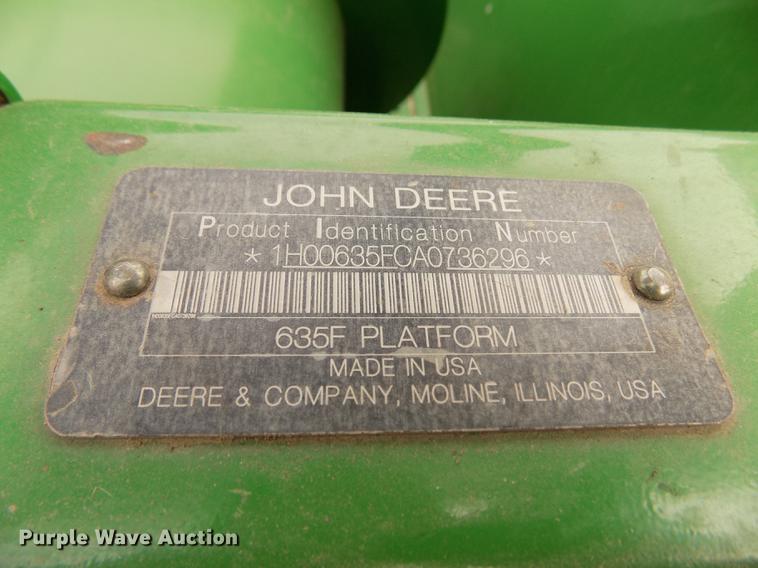 JOHN DEERE
Product Identification Number
* 1H00635FCA0736296 *
635F PLATFORM
MADE IN USA
DEERE & COMPANY, MOLINE, ILLINOIS, USA
Purple Wave Auction